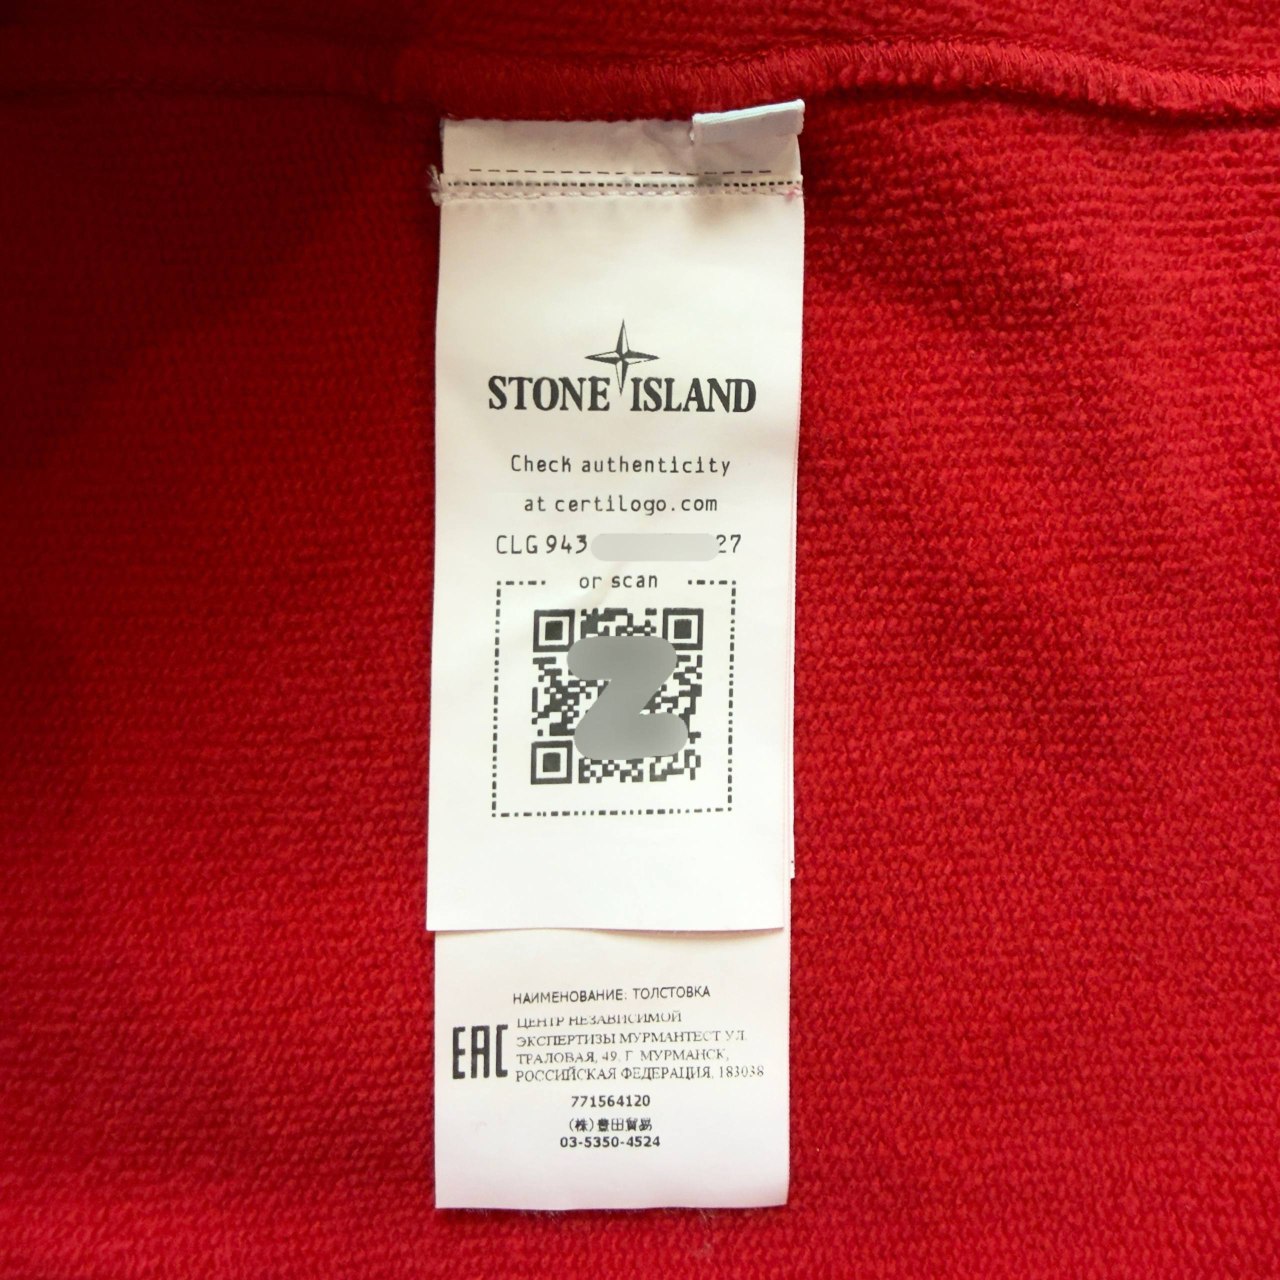 STONE ISLAND
Check authenticity
at certilogo.com
CLG 943 27
or scan
НАИМЕНОВАНИЕ: ТОЛСТОВКА
ЦЕНТР НЕЗАВИСИМОЙ
ЭКСПЕРТИЗЫ МУРМАНТЕСТ УЛ.
ТРАЛОВАЯ, 49, Г. МУРМАНСК,
РОССИЙСКАЯ ФЕДЕРАЦИЯ, 183038
EAC
771564120
(株)豊田貿易
03-5350-4524